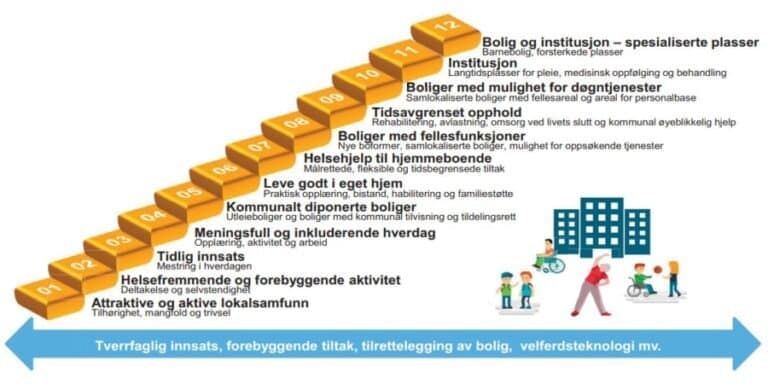 12
Bolig og institusjon – spesialiserte plasser
Barnebolig, forsterkede plasser
11
Institusjon
Langtidsplasser for pleie, medisinsk oppfølging og behandling
10
Boliger med mulighet for døgntjenester
Samlokaliserte boliger med fellesareal og areal for personalbase
09
Tidsavgrenset opphold
Rehabilitering, avlastning, omsorg ved livets slutt og kommunal øyeblikkelig hjelp
08
Boliger med fellesfunksjoner
Nye boformer, samlokaliserte boliger, mulighet for oppsøkende tjenester
07
Helsehjelp til hjemmeboende
Målrettede, fleksible og tidsbegrensede tiltak
06
Leve godt i eget hjem
Praktisk opplæring, bistand, habilitering og familiestøtte
05
Kommunalt diponerte boliger
Utleieboliger og boliger med kommunal tilvisning og tildelingsrett
04
Meningsfull og inkluderende hverdag
Opplæring, aktivitet og arbeid
03
Tidlig innsats
Mestring i hverdagen
02
Helsefremmende og forebyggende aktivitet
Deltakelse og selvstendighet
01
Attraktive og aktive lokalsamfunn
Tilhørighet, mangfold og trivsel
Tverrfaglig innsats, forebyggende tiltak, tilrettelegging av bolig, velferdsteknologi mv.